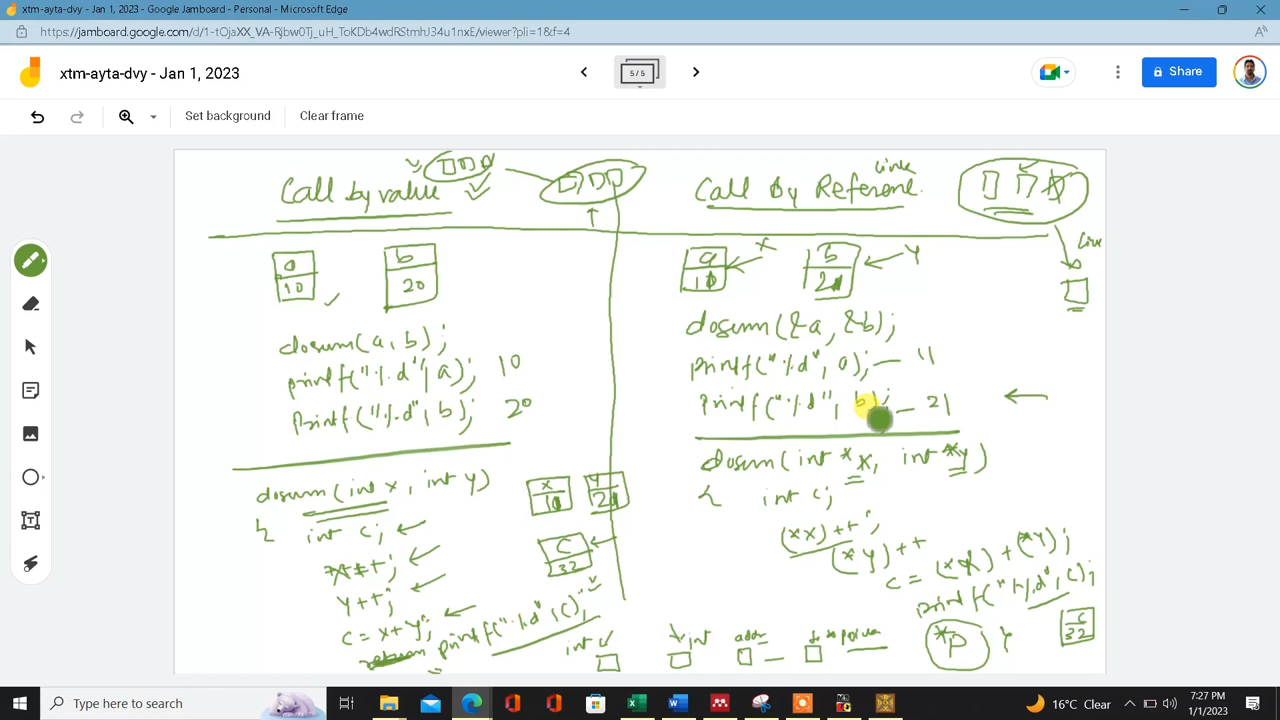 xtm-ayta-dvy - Jan 1, 2023 - Google Jamboard - Personal - Microsoft Edge
https://jamboard.google.com/d/1-tOjaXX_VA-RJbw0Tj_uH_ToKDb4wdRStmhJ34u1nxE/viewer?pli=1&f=4
xtm-ayta-dvy - Jan 1, 2023
5/5
Share
Set background
Clear frame
Call by value
a
10
b
20
dosum(a, b);
printf("%d", a); 10
Printf("%d", b); 20
dosum (int x, int y)
{ int c;
x++;
y++;
c = x+y;
printf("%d", c);
x
y
c
32
int
Call By Reference
a
x
b
21
y
dosum(&a, &b);
printf("%d", a); — 11
Printf("%d", b); — 21
dosum(int *x, int *y)
{ int c;
(*x)++;
(*y)++
c = (*x) + (*y);
printf("%d", c);
c
32
int
addr
*P
}
Type here to search
16°C Clear
7:27 PM
1/1/2023